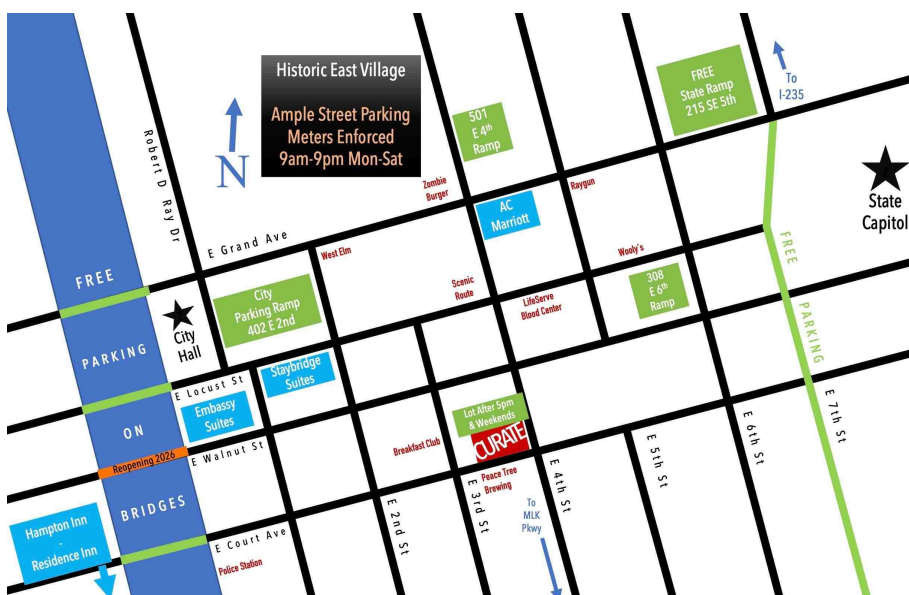 Historic East Village
Ample Street Parking
Meters Enforced
9am-9pm Mon-Sat
N
Robert D Ray Dr
501
E 4th
Ramp
FREE
State Ramp
215 SE 5th
To
I-235
State
Capitol
Zombie
Burger
AC
Marriott
Raygun
E Grand Ave
West Elm
Wooly's
FREE
PARKING
ON
BRIDGES
City
Parking Ramp
402 E 2nd
Scenic
Route
LifeServe
Blood Center
308
E 6th
Ramp
FREE PARKING
City
Hall
E Locust St
Staybridge
Suites
Embassy
Suites
Lot After 5pm
& Weekends
CURATE
Breakfast Club
E Walnut St
Reopening 2026
Peace Tree
Brewing
E 2nd St
E 3rd St
E 4th St
E 5th St
E 6th St
E 7th St
To
MLK
Pkwy
Hampton Inn
-
Residence Inn
E Court Ave
Police Station